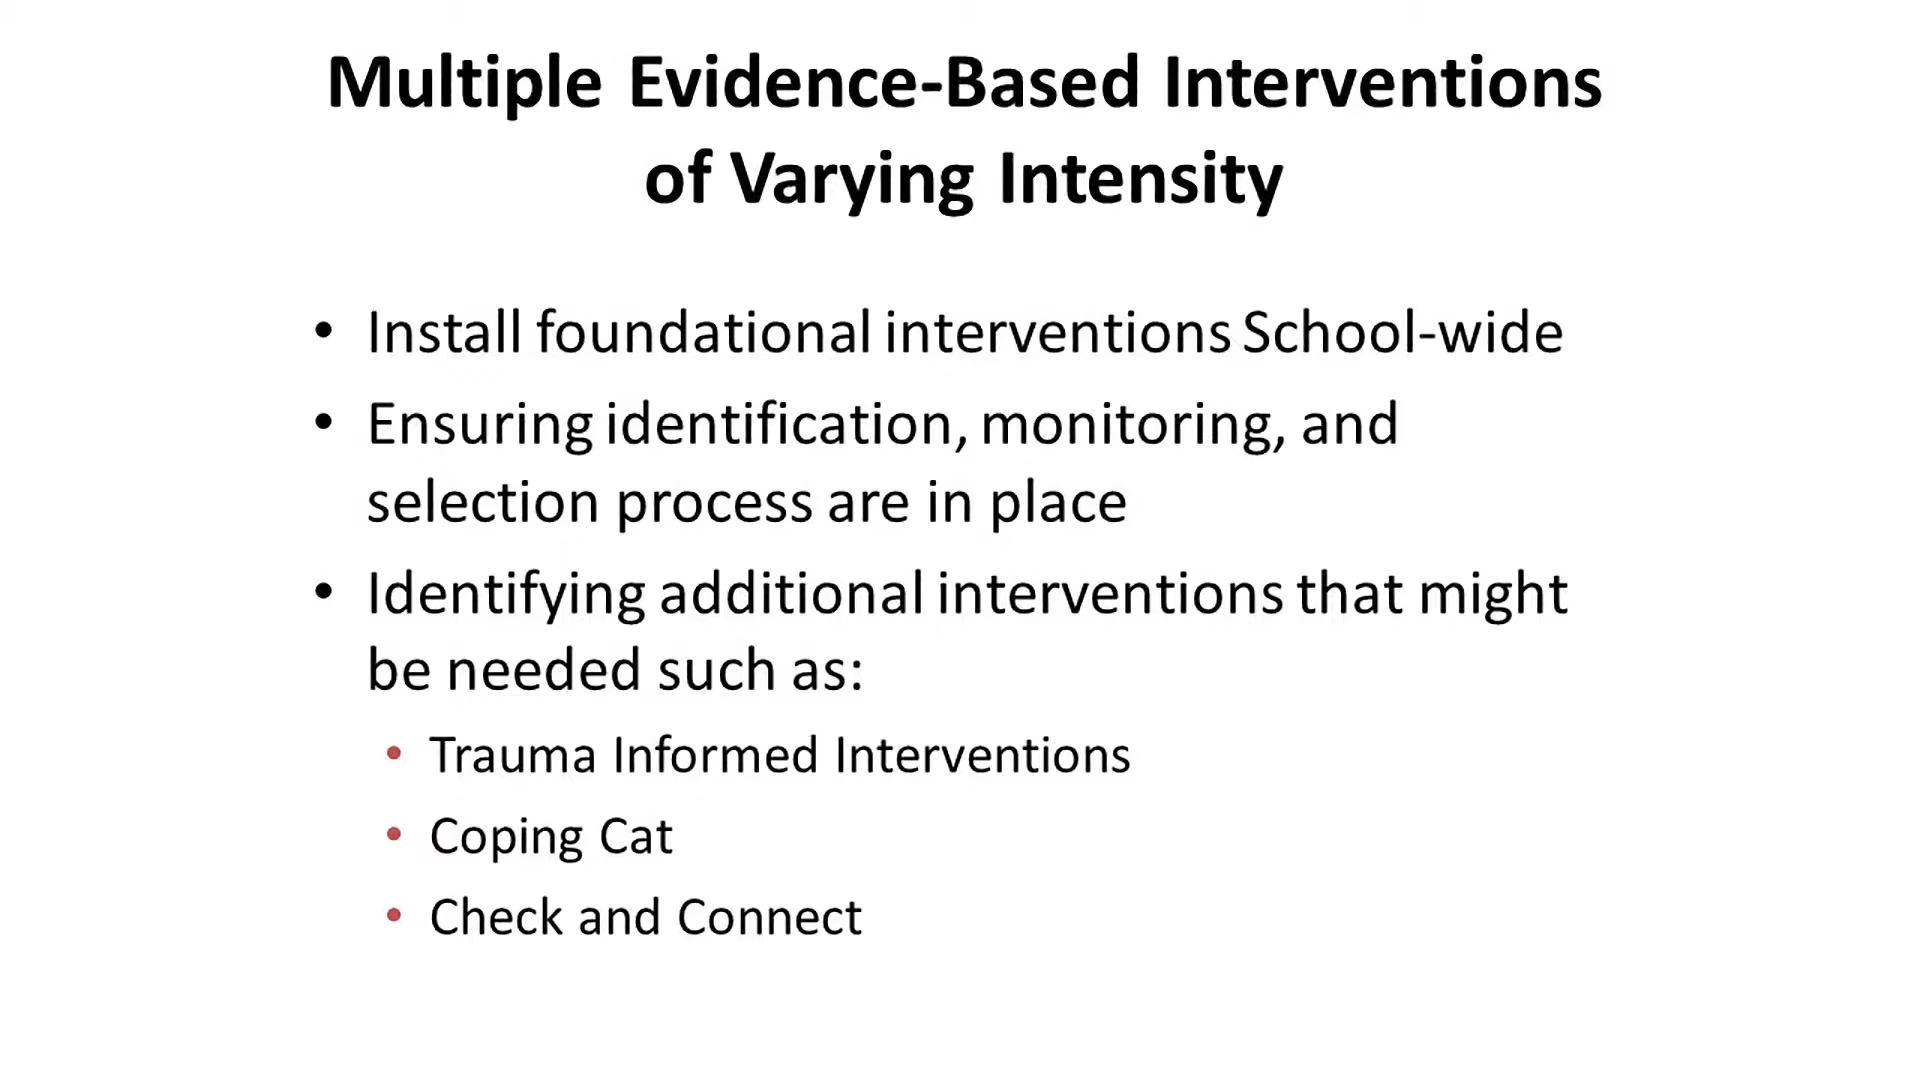 Multiple Evidence-Based Interventions
of Varying Intensity
• Install foundational interventions School-wide
• Ensuring identification, monitoring, and
selection process are in place
• Identifying additional interventions that might
be needed such as:
• Trauma Informed Interventions
• Coping Cat
• Check and Connect